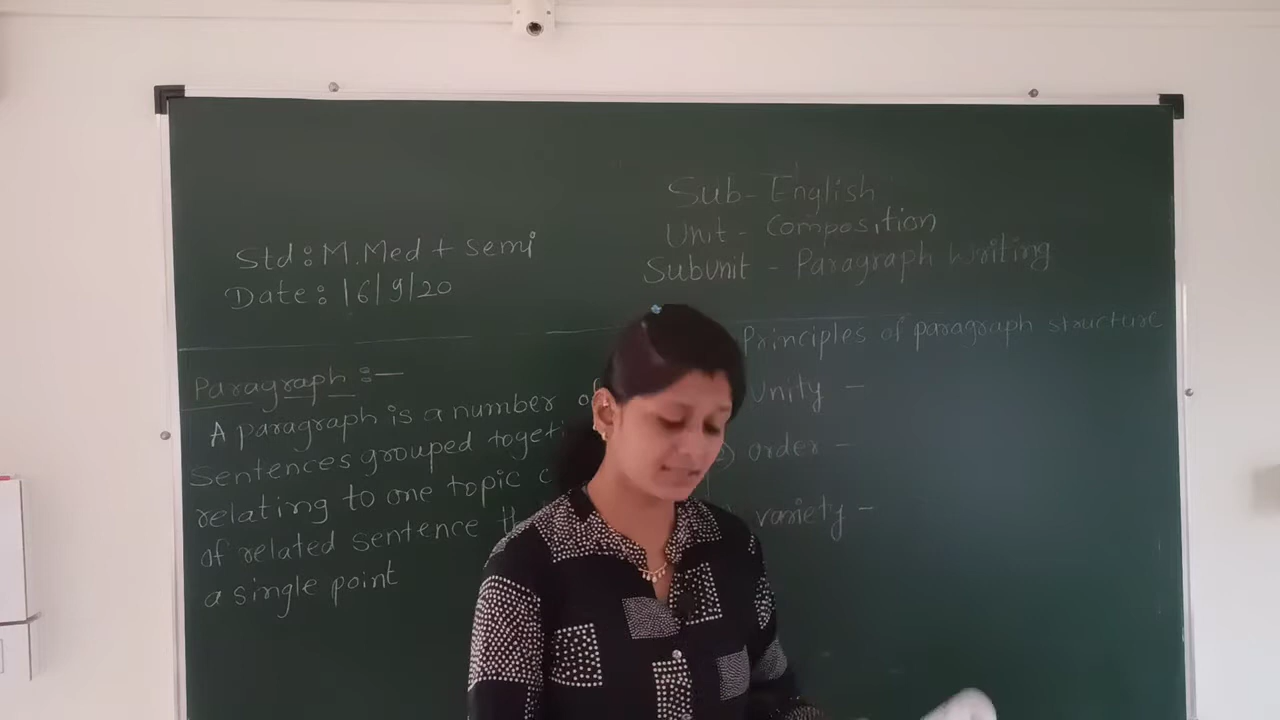 Sub- English
Unit - Composition
SubUnit - Paragraph Writing
Std: M.Med + semi
Date: 16/9/20
Paragraph :-
A paragraph is a number
Sentences grouped
relating to one topic
of related sentence
a single point
Principles of paragraph structure
Unity -
2) order -
variety -